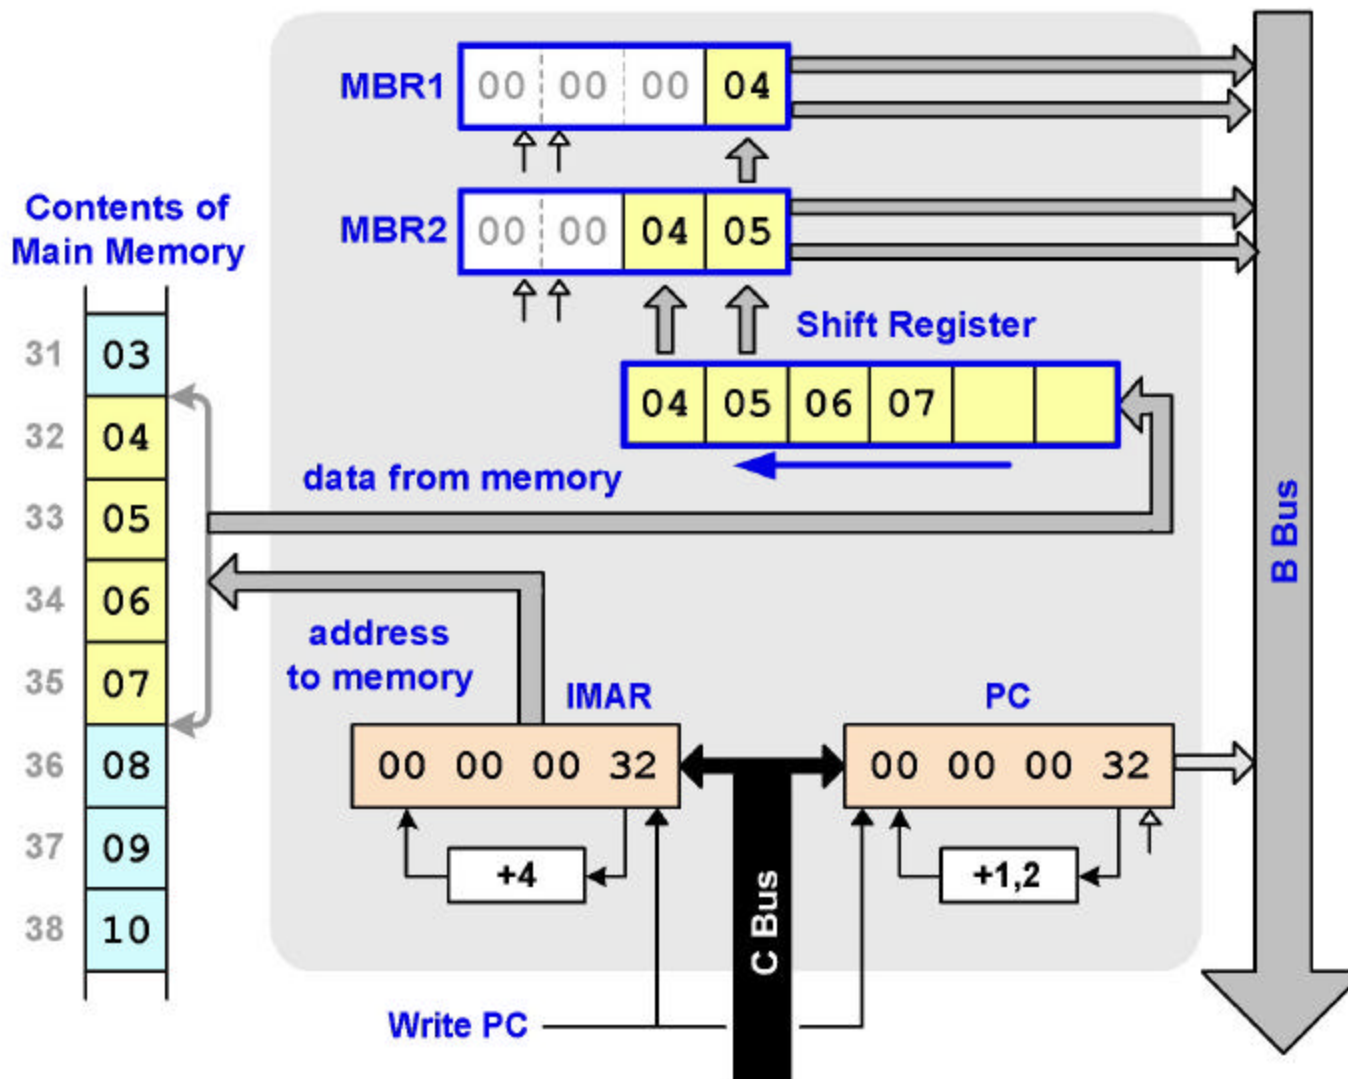 MBR1
00 00 00 04
MBR2
00 00 04 05
Contents of
Main Memory
Shift Register
04 05 06 07
31 03
32 04
33 05
34 06
35 07
36 08
37 09
38 10
data from memory
address
to memory
IMAR
00 00 00 32
+4
PC
00 00 00 32
+1,2
B Bus
C Bus
Write PC